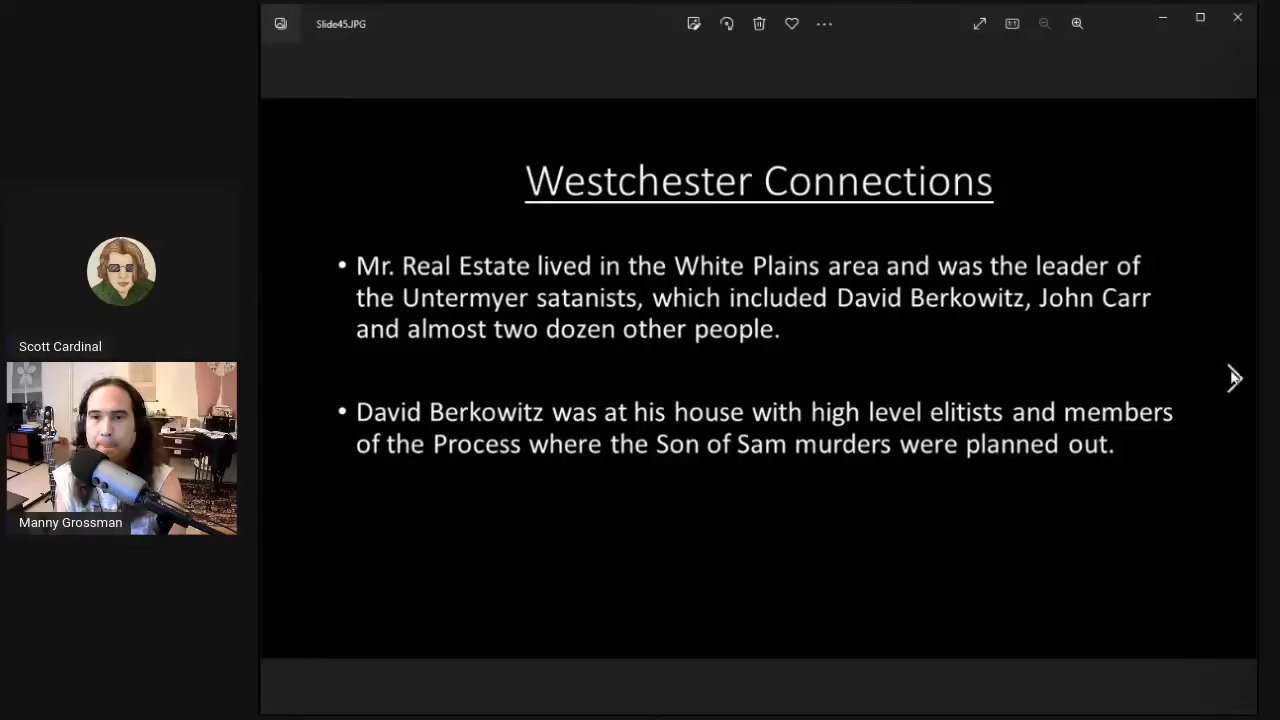 Slide45.JPG
Westchester Connections
• Mr. Real Estate lived in the White Plains area and was the leader of
the Untermyer satanists, which included David Berkowitz, John Carr
and almost two dozen other people.
• David Berkowitz was at his house with high level elitists and members
of the Process where the Son of Sam murders were planned out.
Scott Cardinal
Manny Grossman